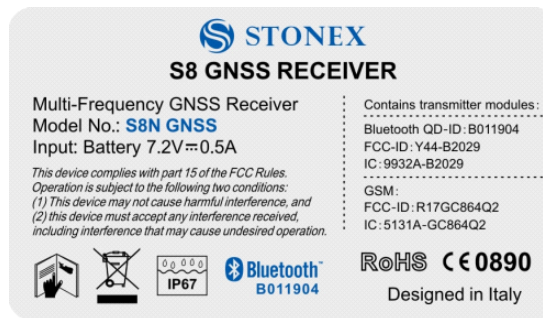 STONEX
S8 GNSS RECEIVER
Multi-Frequency GNSS Receiver
Model No.: S8N GNSS
Input: Battery 7.2V⎓0.5A
This device complies with part 15 of the FCC Rules.
Operation is subject to the following two conditions:
(1) This device may not cause harmful interference, and
(2) this device must accept any interference received,
including interference that may cause undesired operation.
Contains transmitter modules:
Bluetooth QD-ID: B011904
FCC-ID: Y44-B2029
IC: 9932A-B2029
GSM:
FCC-ID: R17GC864Q2
IC: 5131A-GC864Q2
IP67
Bluetooth™
B011904
RoHS CE0890
Designed in Italy